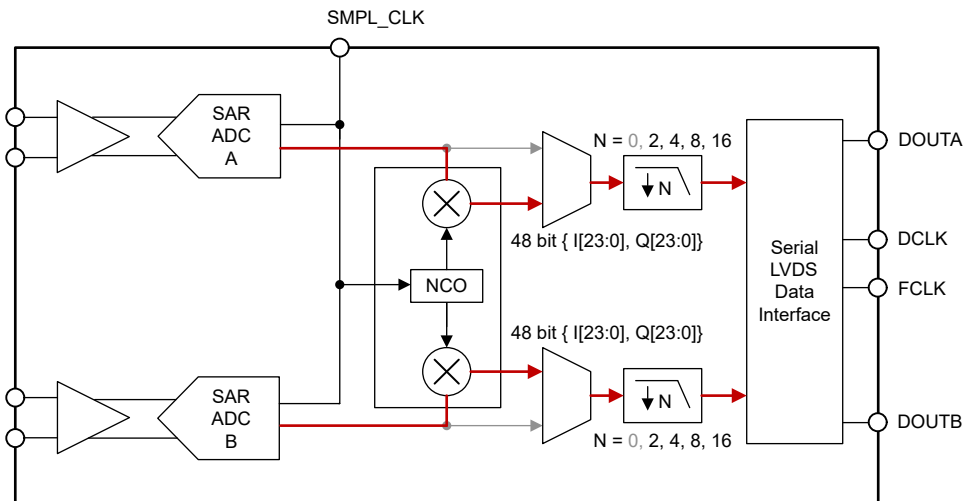 SMPL_CLK
SAR
ADC
A
N = 0, 2, 4, 8, 16
N
DOUTA
48 bit { I[23:0], Q[23:0]}
DCLK
NCO
Serial
LVDS
Data
Interface
FCLK
48 bit { I[23:0], Q[23:0]}
SAR
ADC
B
N
N = 0, 2, 4, 8, 16
DOUTB